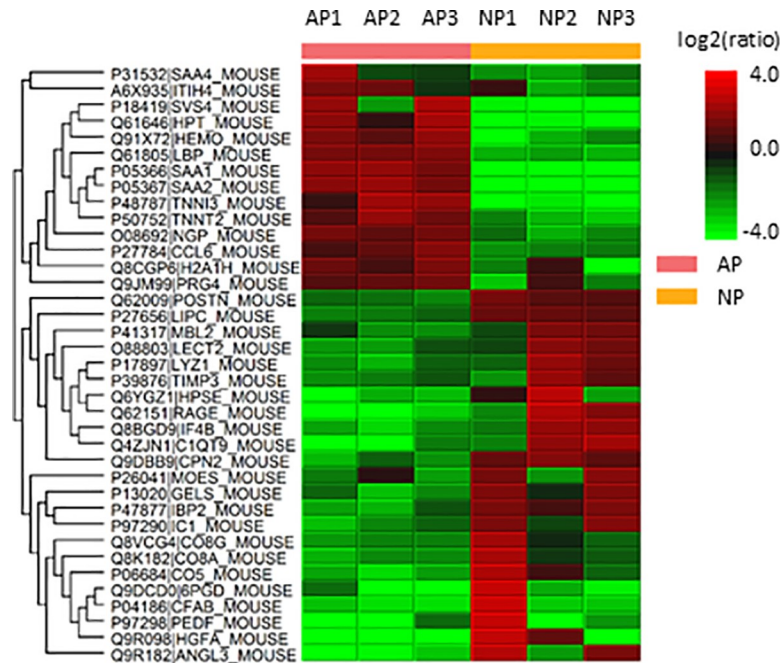 AP1 AP2 AP3 NP1 NP2 NP3
log2(ratio)
4.0
0.0
-4.0
AP
NP
P31532|SAA4_MOUSE
A6X935|ITIH4_MOUSE
P18419|SVS4_MOUSE
Q61646|HPT_MOUSE
Q91X72|HEMO_MOUSE
Q61805|LBP_MOUSE
P05366|SAA1_MOUSE
P05367|SAA2_MOUSE
P48787|TNNI3_MOUSE
P50752|TNNT2_MOUSE
O08692|NGP_MOUSE
P27784|CCL6_MOUSE
Q8CGP6|H2A1H_MOUSE
Q9JM99|PRG4_MOUSE
Q62009|POSTN_MOUSE
P27656|LIPC_MOUSE
P41317|MBL2_MOUSE
O88803|LECT2_MOUSE
P17897|LYZ1_MOUSE
P39876|TIMP3_MOUSE
Q6YGZ1|HPSE_MOUSE
Q62151|RAGE_MOUSE
Q8BGD9|IF4B_MOUSE
Q4ZJN1|C1QT9_MOUSE
Q9DBB9|CPN2_MOUSE
P26041|MOES_MOUSE
P13020|GELS_MOUSE
P47877|IBP2_MOUSE
P97290|IC1_MOUSE
Q8VCG4|CO8G_MOUSE
Q8K182|CO8A_MOUSE
P06684|CO5_MOUSE
Q9DCD0|6PGD_MOUSE
P04186|CFAB_MOUSE
P97298|PEDF_MOUSE
Q9R098|HGFA_MOUSE
Q9R182|ANGL3_MOUSE